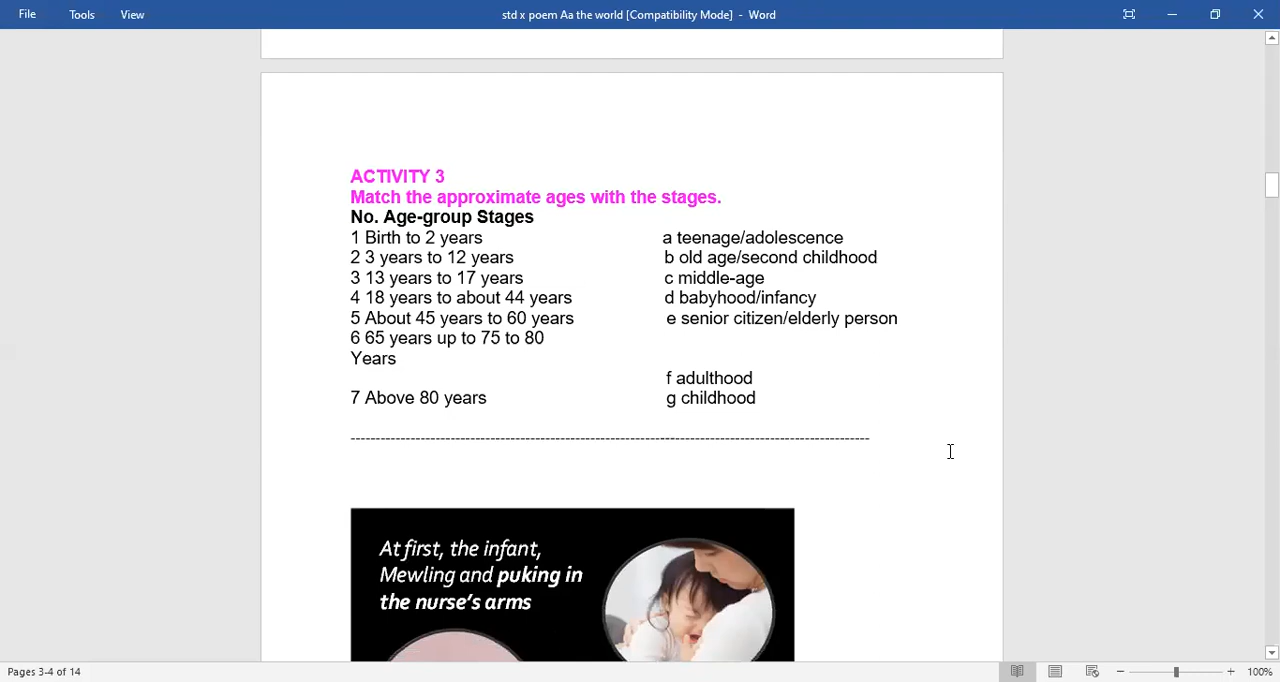 File Tools View std x poem Aa the world [Compatibility Mode] - Word
ACTIVITY 3
Match the approximate ages with the stages.
No. Age-group Stages
1 Birth to 2 years a teenage/adolescence
2 3 years to 12 years b old age/second childhood
3 13 years to 17 years c middle-age
4 18 years to about 44 years d babyhood/infancy
5 About 45 years to 60 years e senior citizen/elderly person
6 65 years up to 75 to 80
Years
f adulthood
7 Above 80 years g childhood
--------------------------------------------------------------------------------------------------------
At first, the infant,
Mewling and puking in
the nurse's arms
Pages 3-4 of 14 100%